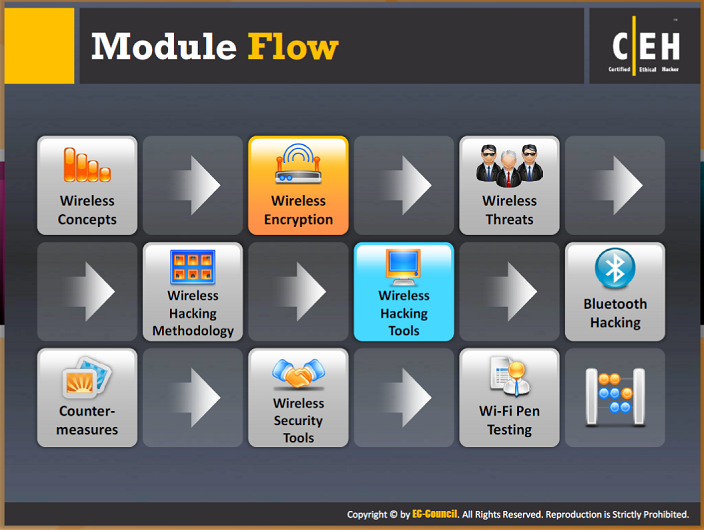 Module Flow
CEH
Certified Ethical Hacker
Wireless
Concepts
Wireless
Encryption
Wireless
Threats
Wireless
Hacking
Methodology
Wireless
Hacking
Tools
Bluetooth
Hacking
Counter-
measures
Wireless
Security
Tools
Wi-Fi Pen
Testing
Copyright © by EC-Council. All Rights Reserved. Reproduction is Strictly Prohibited.